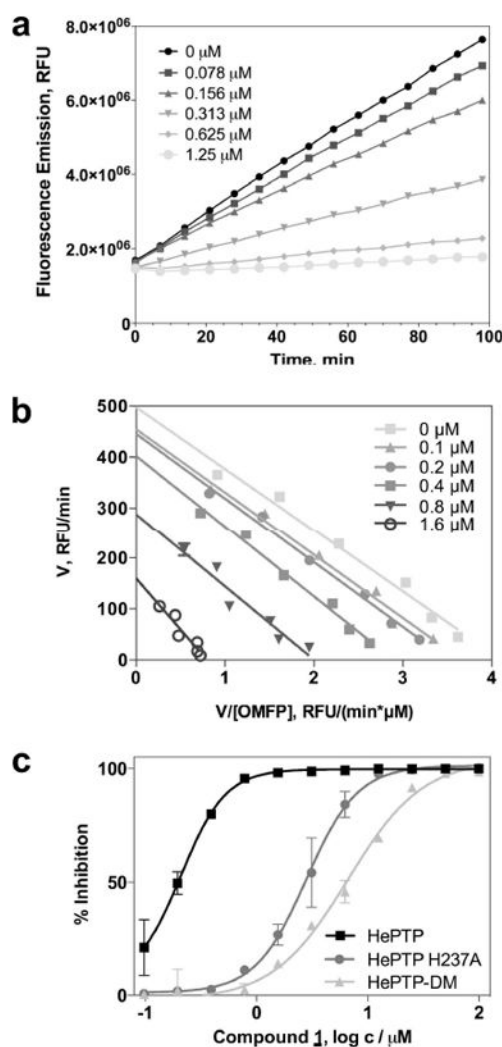 a
8.0×10⁰⁶
6.0×10⁰⁶
4.0×10⁰⁶
2.0×10⁰⁶
0
Fluorescence Emission, RFU
0 μM
0.078 μM
0.156 μM
0.313 μM
0.625 μM
1.25 μM
0 20 40 60 80 100
Time, min
b
500
400
300
200
100
0
V, RFU/min
0 μM
0.1 μM
0.2 μM
0.4 μM
0.8 μM
1.6 μM
0 1 2 3 4
V/[OMFP], RFU/(min*μM)
c
100
50
0
% Inhibition
HePTP
HePTP H237A
HePTP-DM
-1 0 1 2
Compound 1, log c / μM